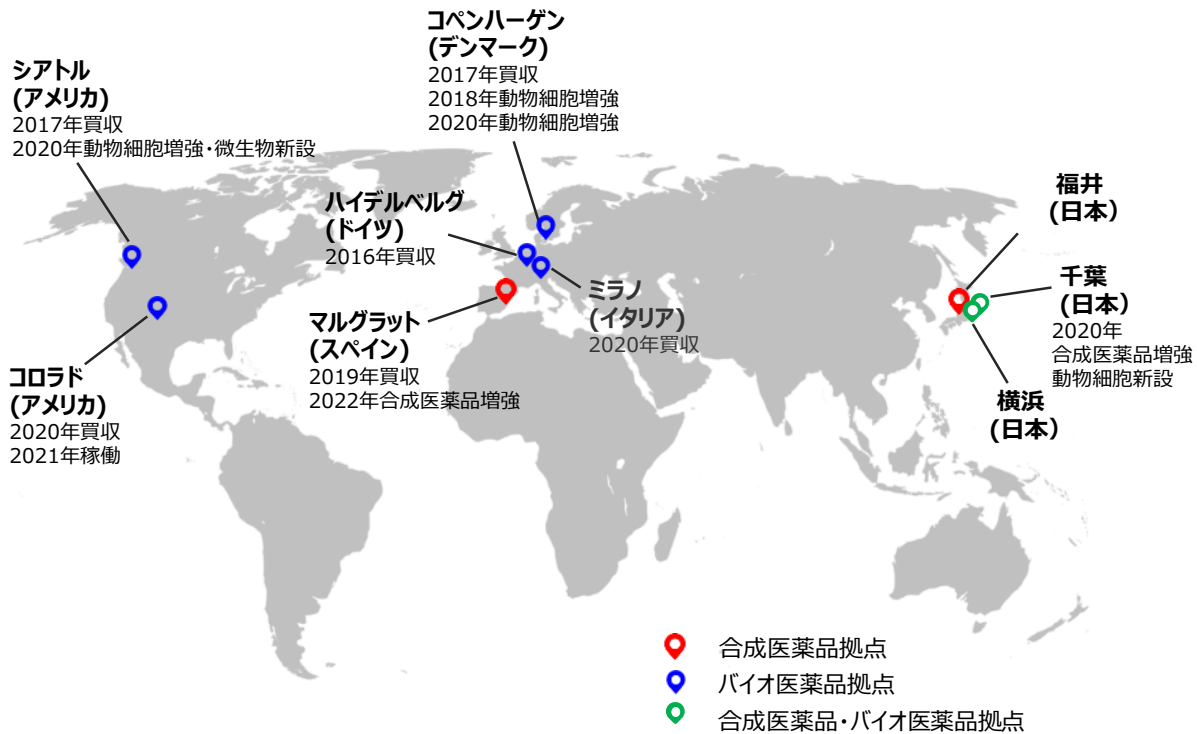 コペンハーゲン
(デンマーク)
2017年買収
2018年動物細胞増強
2020年動物細胞増強
シアトル
(アメリカ)
2017年買収
2020年動物細胞増強・微生物新設
ハイデルベルグ
(ドイツ)
2016年買収
福井
(日本)
千葉
(日本)
2020年
合成医薬品増強
動物細胞新設
ミラノ
(イタリア)
2020年買収
マルグラット
(スペイン)
2019年買収
2022年合成医薬品増強
コロラド
(アメリカ)
2020年買収
2021年稼働
横浜
(日本)
合成医薬品拠点
バイオ医薬品拠点
合成医薬品・バイオ医薬品拠点